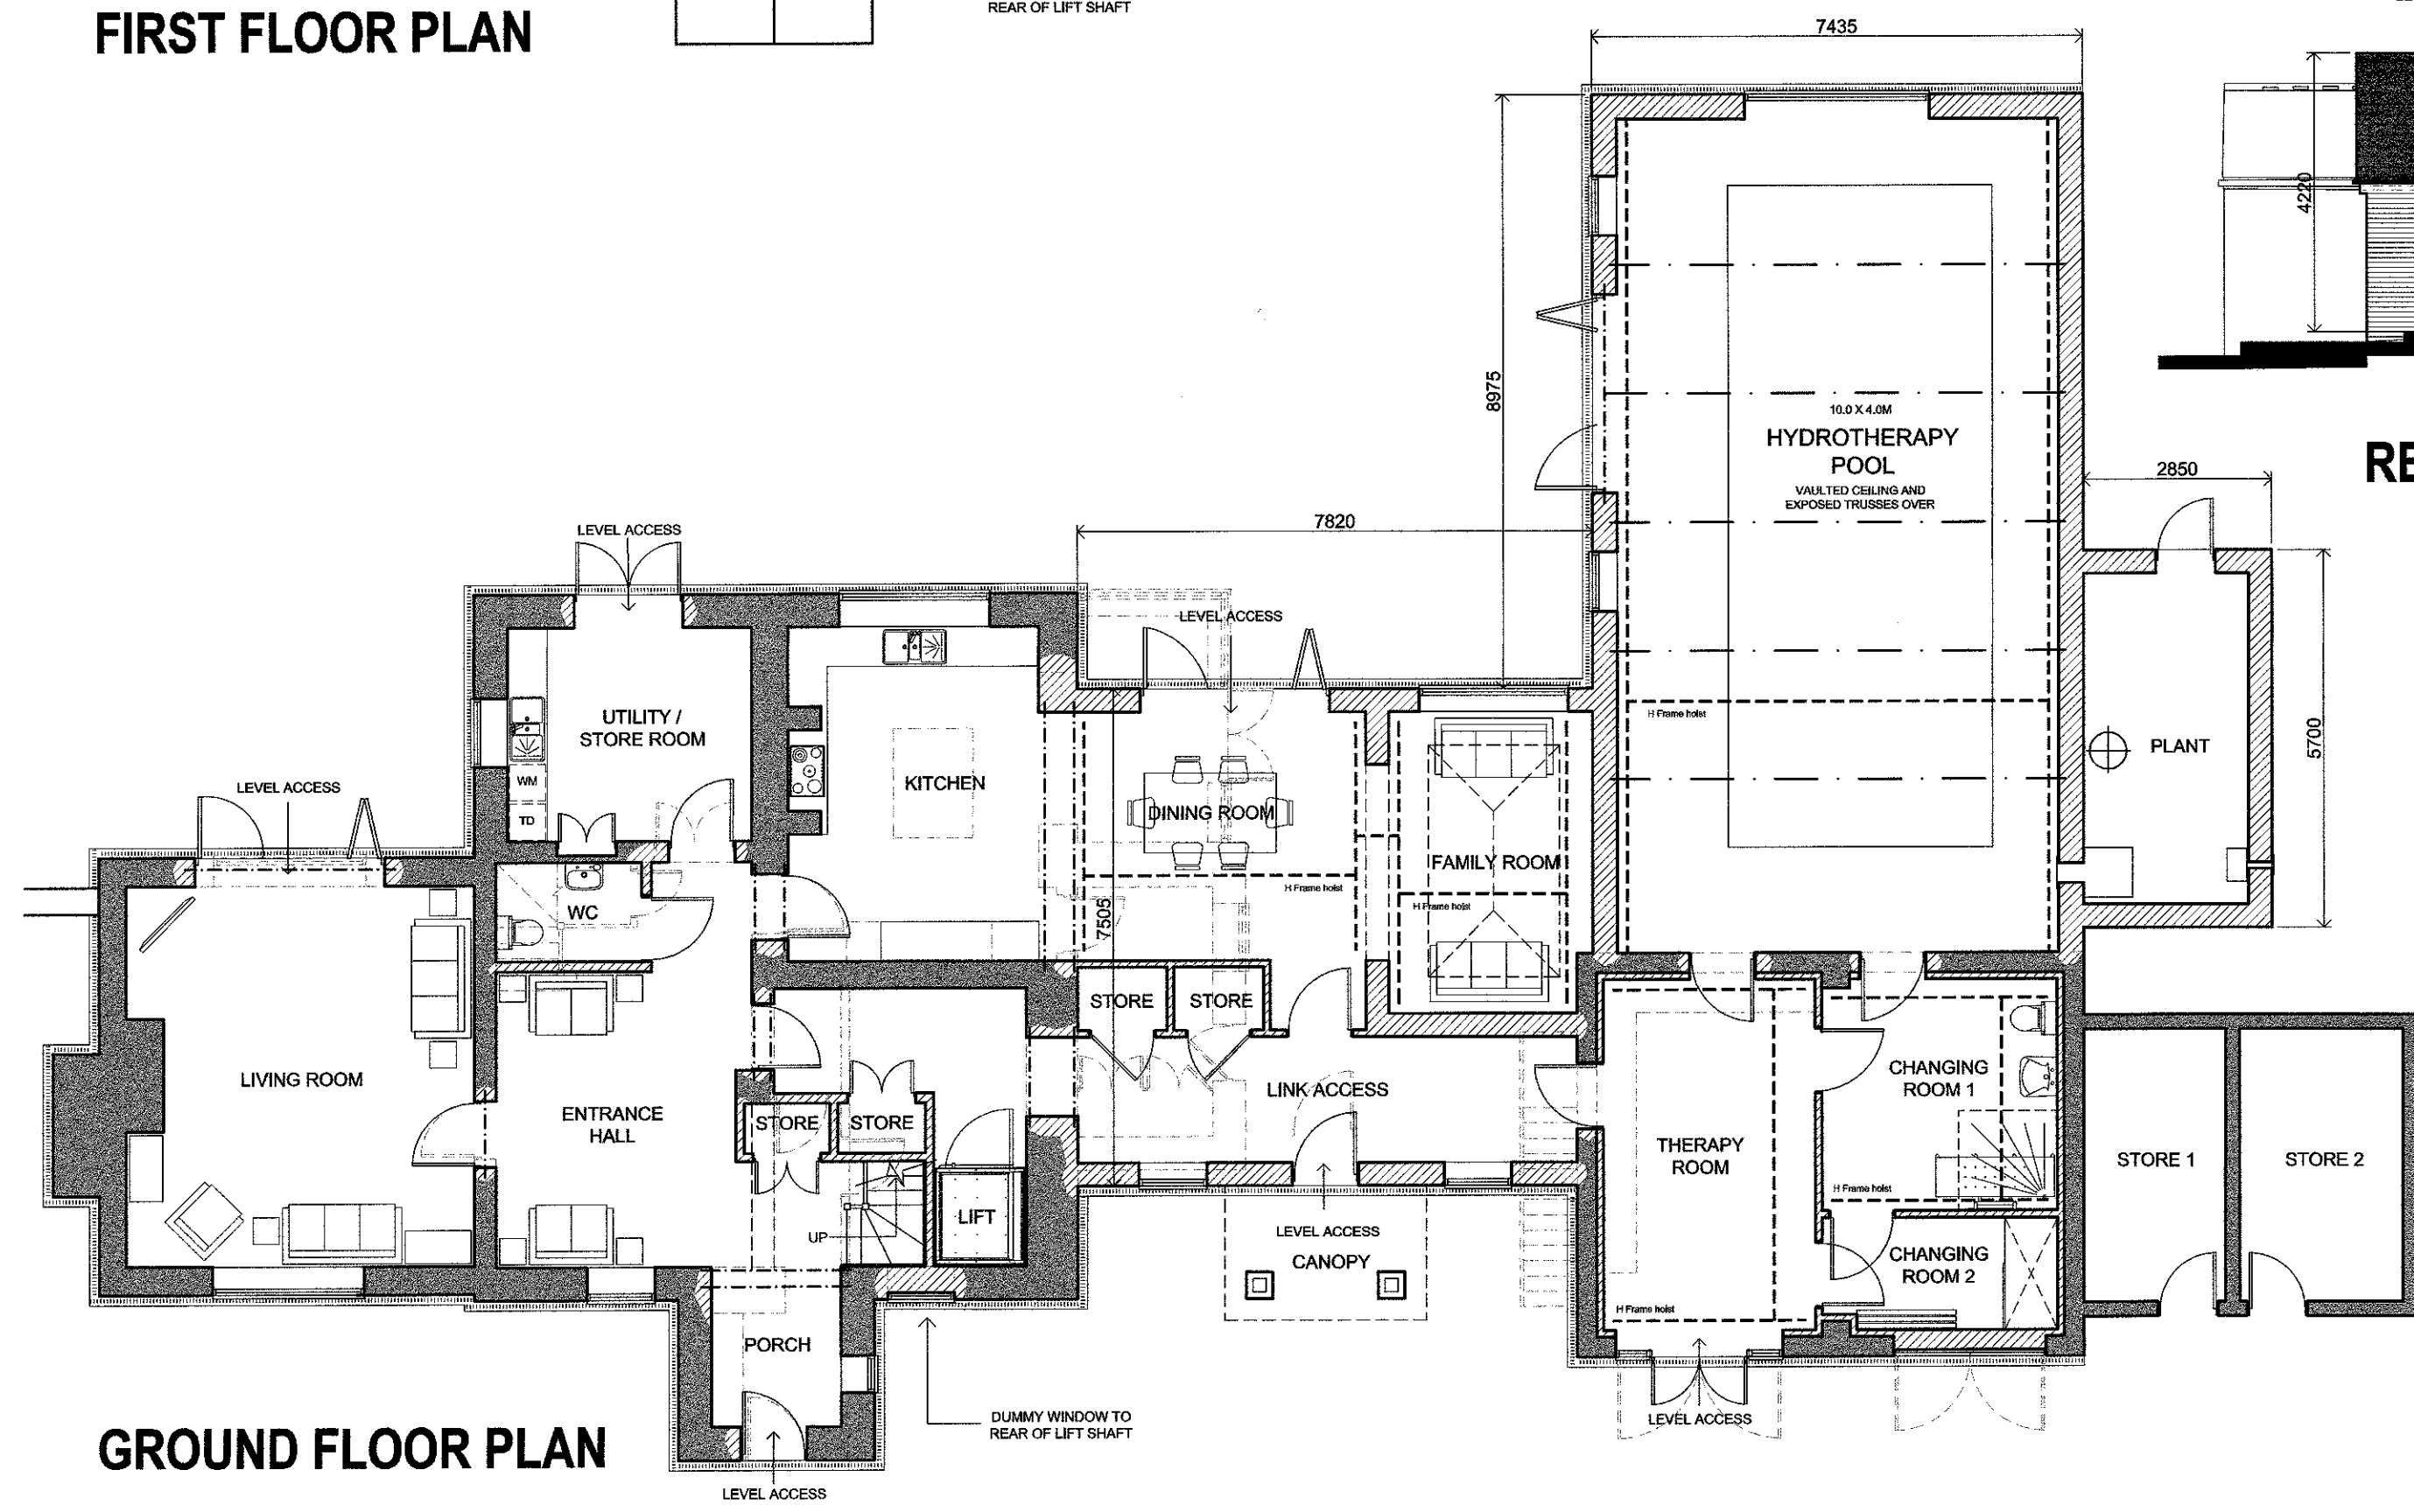 REAR OF LIFT SHAFT
FIRST FLOOR PLAN
7435
4220
8975
10.0 X 4.0M
HYDROTHERAPY
POOL
VAULTED CEILING AND
EXPOSED TRUSSES OVER
RE
2850
7820
LEVEL ACCESS
LEVEL ACCESS
UTILITY /
STORE ROOM
H Frame hoist
5700
PLANT
KITCHEN
WM
TD
LEVEL ACCESS
DINING ROOM
FAMILY ROOM
H Frame hoist
H Frame hoist
WC
7505
STORE
STORE
LIVING ROOM
LINK ACCESS
CHANGING
ROOM 1
ENTRANCE
HALL
STORE
STORE
THERAPY
ROOM
STORE 1
STORE 2
H Frame hoist
LIFT
UP
LEVEL ACCESS
CANOPY
CHANGING
ROOM 2
H Frame hoist
PORCH
DUMMY WINDOW TO
REAR OF LIFT SHAFT
LEVEL ACCESS
GROUND FLOOR PLAN
LEVEL ACCESS